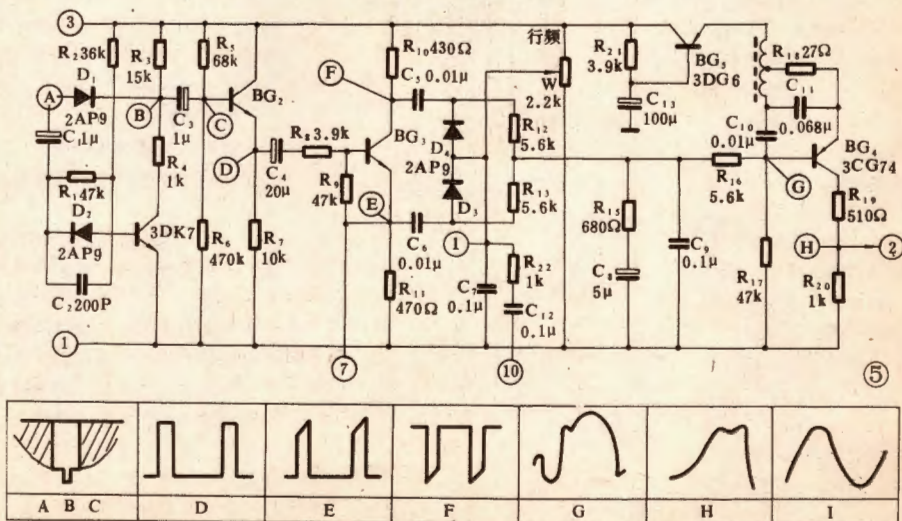 3
R₂36k
R₃
15k
R₅
68k
R₁₀430Ω
F
C₅ 0.01μ
行频
W
2.2k
R₂₁
3.9k
BG₅
3DG6
R₁₈27Ω
C₁₁
0.068μ
D₁
A
2AP9
C₁1μ
B
C₃
1μ
C
BG₂
D
R₈3.9k
C₄
20μ
BG₃
D₄
2AP9
D₃
R₁₂
5.6k
C₁₃
100μ
C₁₀
0.01μ
BG₄
3CG74
R₄
1k
R₁47k
D₂
2AP9
3DK7
C₂200P
R₆
470k
R₇
10k
R₉
47k
E
C₆
0.01μ
R₁₁
470Ω
R₁₃
5.6k
1
C₇
0.1μ
R₂₂
1k
C₁₂
0.1μ
R₁₅
680Ω
C₈
5μ
R₁₆
5.6k
C₉
0.1μ
G
R₁₇
47k
R₁₉
510Ω
H
2
R₂₀
1k
1
7
10
⑤
A B C D E F G H I